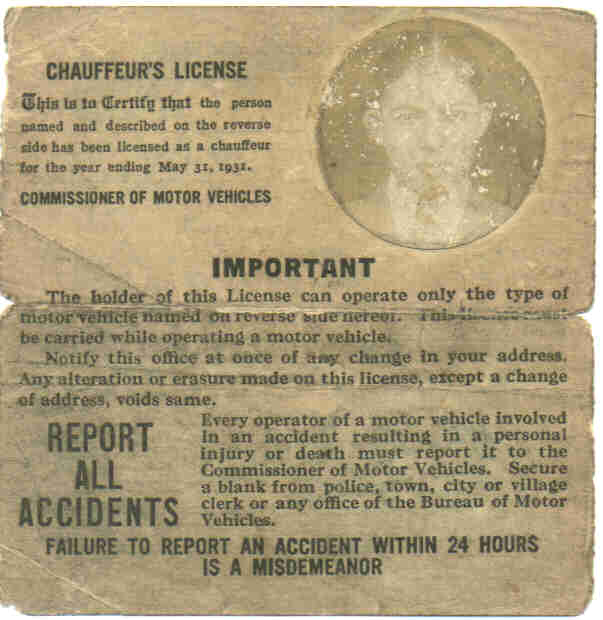 CHAUFFEUR'S LICENSE
This is to Certify that the person
named and described on the reverse
side has been licensed as a chauffeur
for the year ending May 31, 1931.
COMMISSIONER OF MOTOR VEHICLES
IMPORTANT
The holder of this License can operate only the type of
motor vehicle named on reverse side hereof. This license must
be carried while operating a motor vehicle.
Notify this office at once of any change in your address.
Any alteration or erasure made on this license, except a change
of address, voids same.
REPORT
ALL
ACCIDENTS
Every operator of a motor vehicle involved
in an accident resulting in a personal
injury or death must report it to the
Commissioner of Motor Vehicles. Secure
a blank from police, town, city or village
clerk or any office of the Bureau of Motor
Vehicles.
FAILURE TO REPORT AN ACCIDENT WITHIN 24 HOURS
IS A MISDEMEANOR